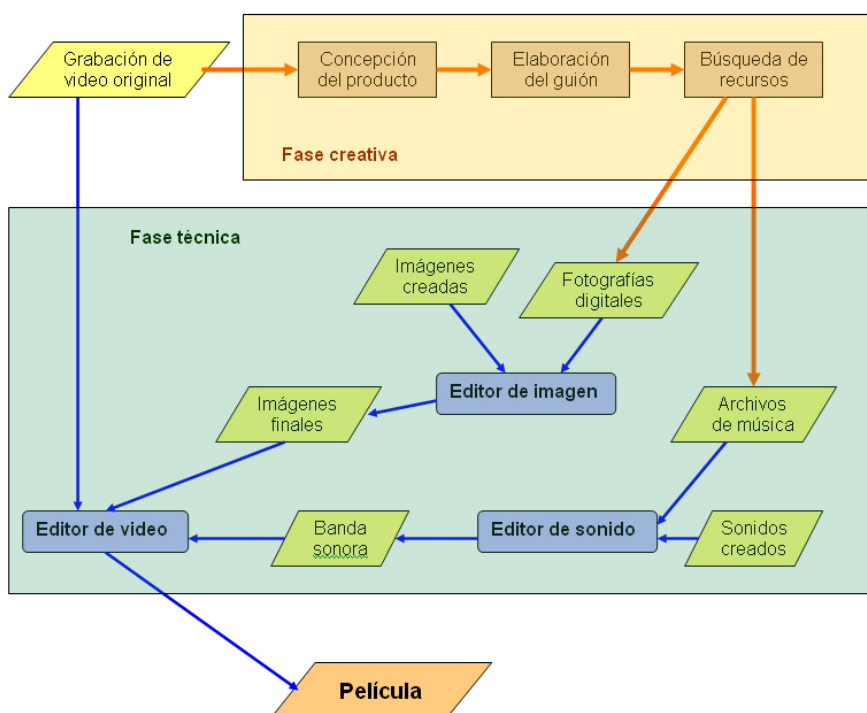 Grabación de
video original
Concepción
del producto
Elaboración
del guión
Búsqueda de
recursos
Fase creativa
Fase técnica
Imágenes
creadas
Fotografías
digitales
Editor de imagen
Imágenes
finales
Archivos
de música
Editor de video
Banda
sonora
Editor de sonido
Sonidos
creados
Película